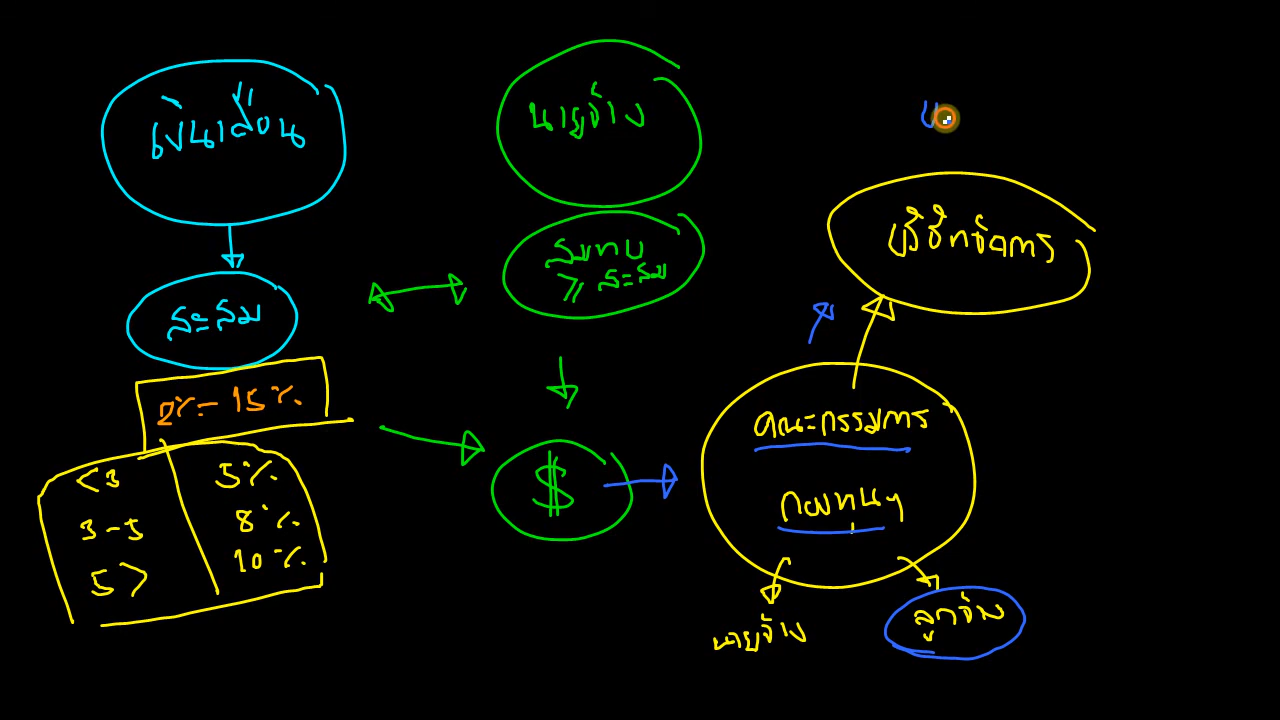 เงินเดือน
สะสม
2%- 15%
<3 5%
3-5 8%
5> 10%
นายจ้าง
สมทบ
≥ สะสม
$
บริษัทจัดการ
คณะกรรมการ
กองทุนฯ
นายจ้าง
ลูกจ้าง